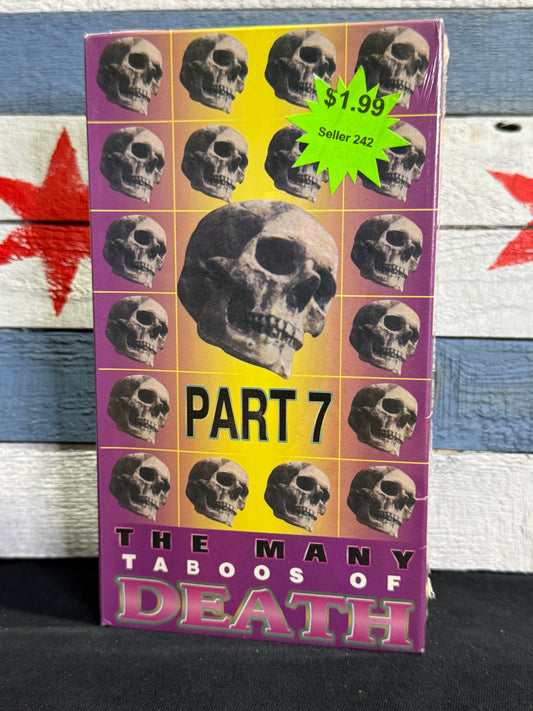 $1.99
Seller 242
PART 7
THE MANY
TABOOS OF
DEATH